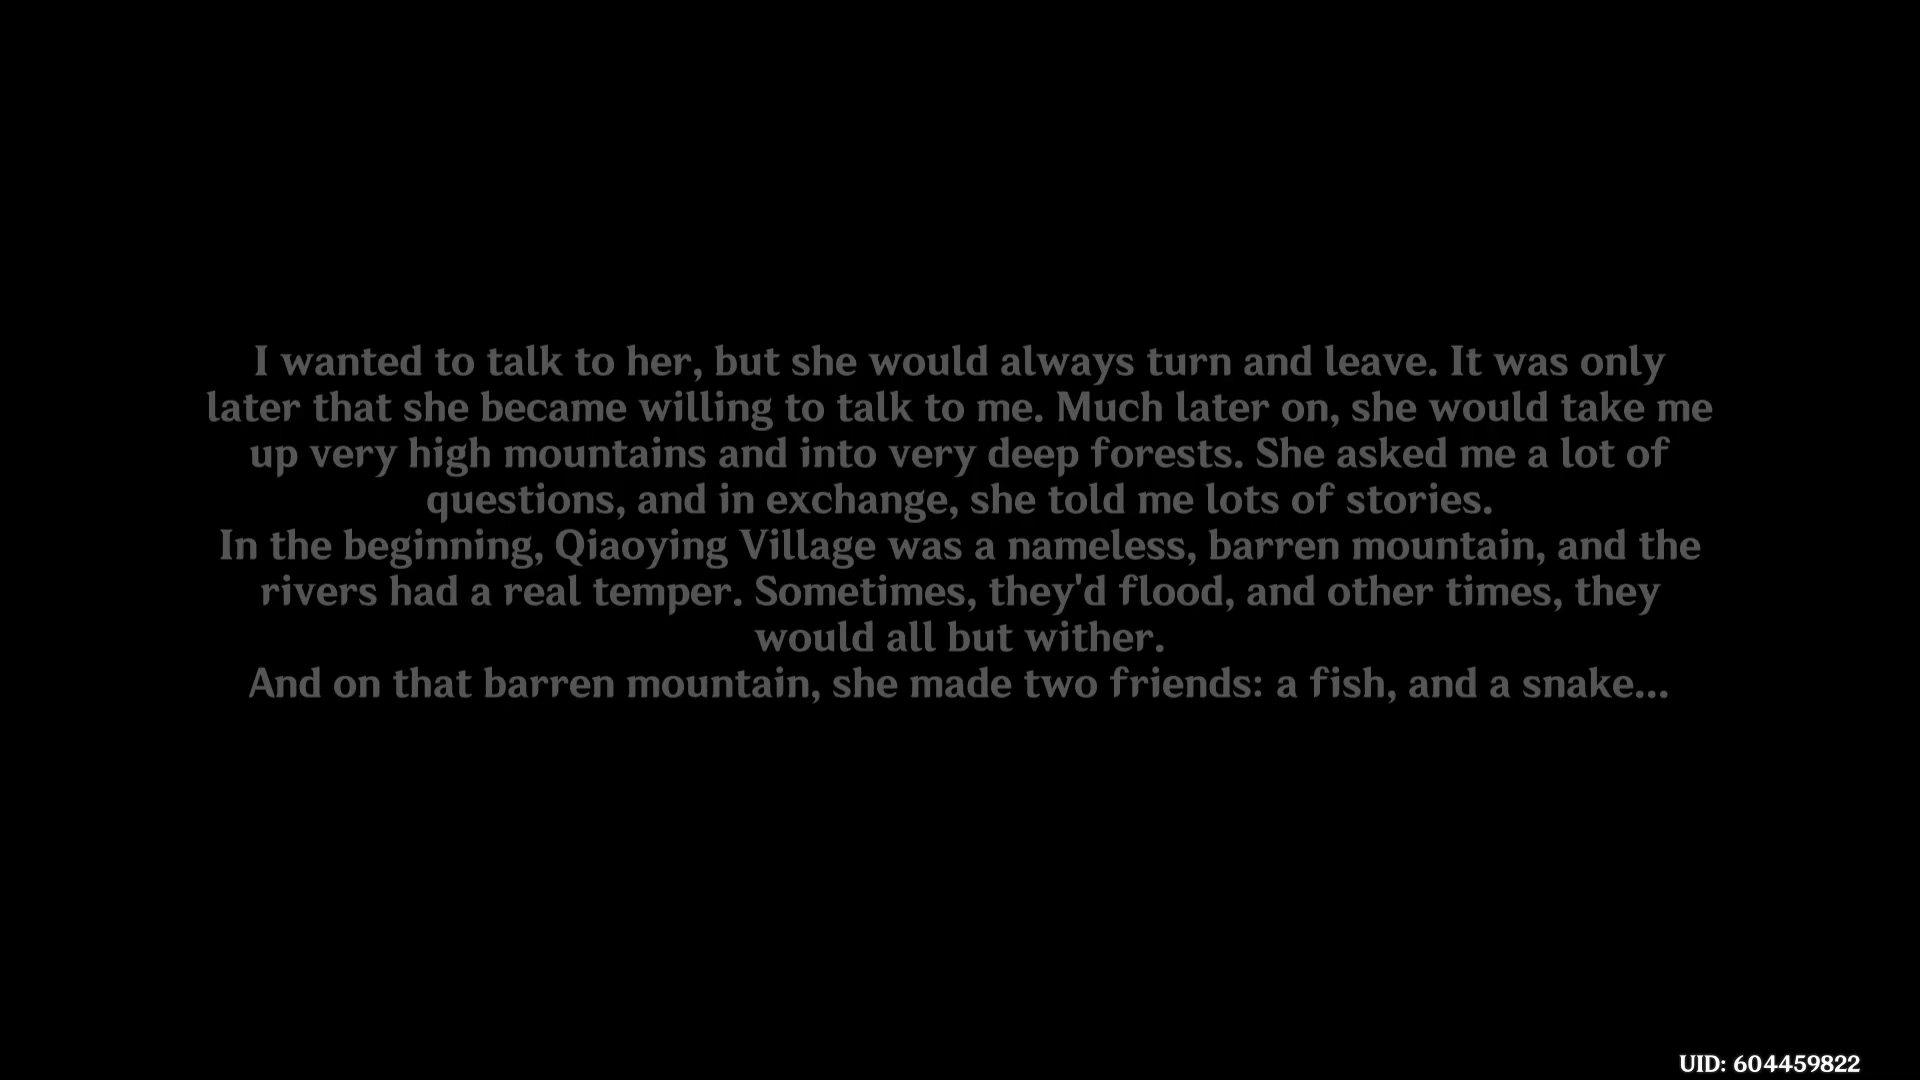 I wanted to talk to her, but she would always turn and leave. It was only
later that she became willing to talk to me. Much later on, she would take me
up very high mountains and into very deep forests. She asked me a lot of
questions, and in exchange, she told me lots of stories.
In the beginning, Qiaoying Village was a nameless, barren mountain, and the
rivers had a real temper. Sometimes, they'd flood, and other times, they
would all but wither.
And on that barren mountain, she made two friends: a fish, and a snake...
UID: 604459822